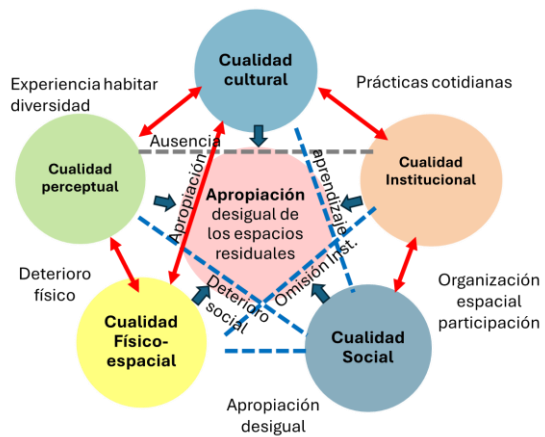 Cualidad
cultural
Experiencia habitar
diversidad
Prácticas cotidianas
Ausencia
Cualidad
perceptual
Cualidad
Institucional
Apropiación
aprendizaje
Apropiación
desigual de
los espacios
residuales
Deterioro
físico
Deterioro
social
Omisión Inst.
Organización
espacial
participación
Cualidad
Físico-
espacial
Cualidad
Social
Apropiación
desigual